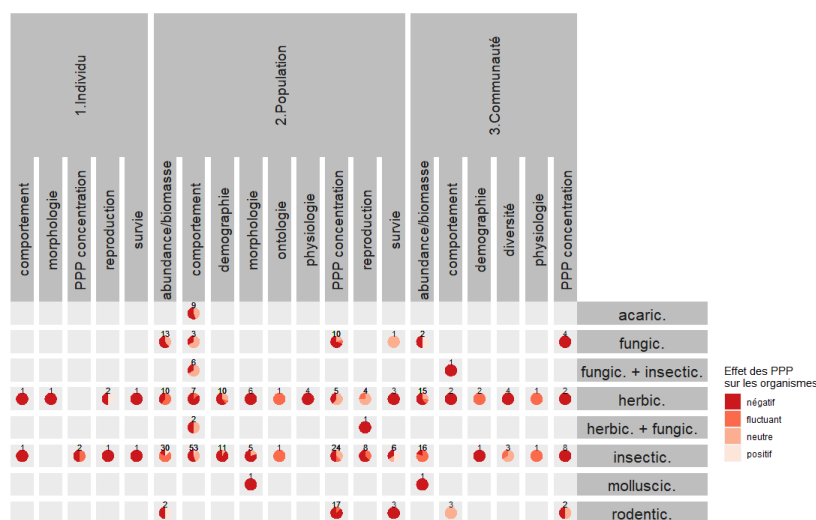 1.Individu
2.Population
3.Communauté
comportement
morphologie
PPP concentration
reproduction
survie
abundance/biomasse
comportement
demographie
morphologie
ontologie
physiologie
PPP concentration
reproduction
survie
abundance/biomasse
comportement
demographie
diversité
physiologie
PPP concentration
9 acaric.
13 3 10 1 2 4 fungic.
6 1 fungic. + insectic.
1 1 2 1 10 7 10 6 1 4 5 4 3 15 2 2 4 1 2 herbic.
2 1 herbic. + fungic.
1 2 1 1 30 53 11 5 1 24 8 6 16 1 3 1 8 insectic.
1 1 molluscic.
2 17 3 3 2 rodentic.
Effet des PPP
sur les organismes
négatif
fluctuant
neutre
positif